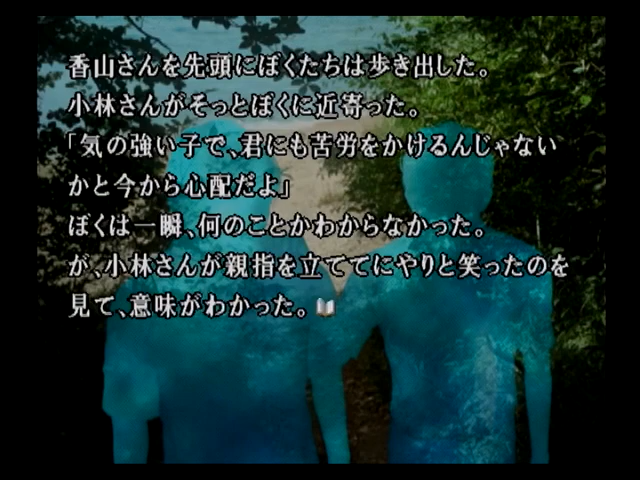 香山さんを先頭にぼくたちは歩き出した。
小林さんがそっとぼくに近寄った。
「気の強い子で、君にも苦労をかけるんじゃない
かと今から心配だよ」
ぼくは一瞬、何のことかわからなかった。
が、小林さんが親指を立ててにやりと笑ったのを
見て、意味がわかった。